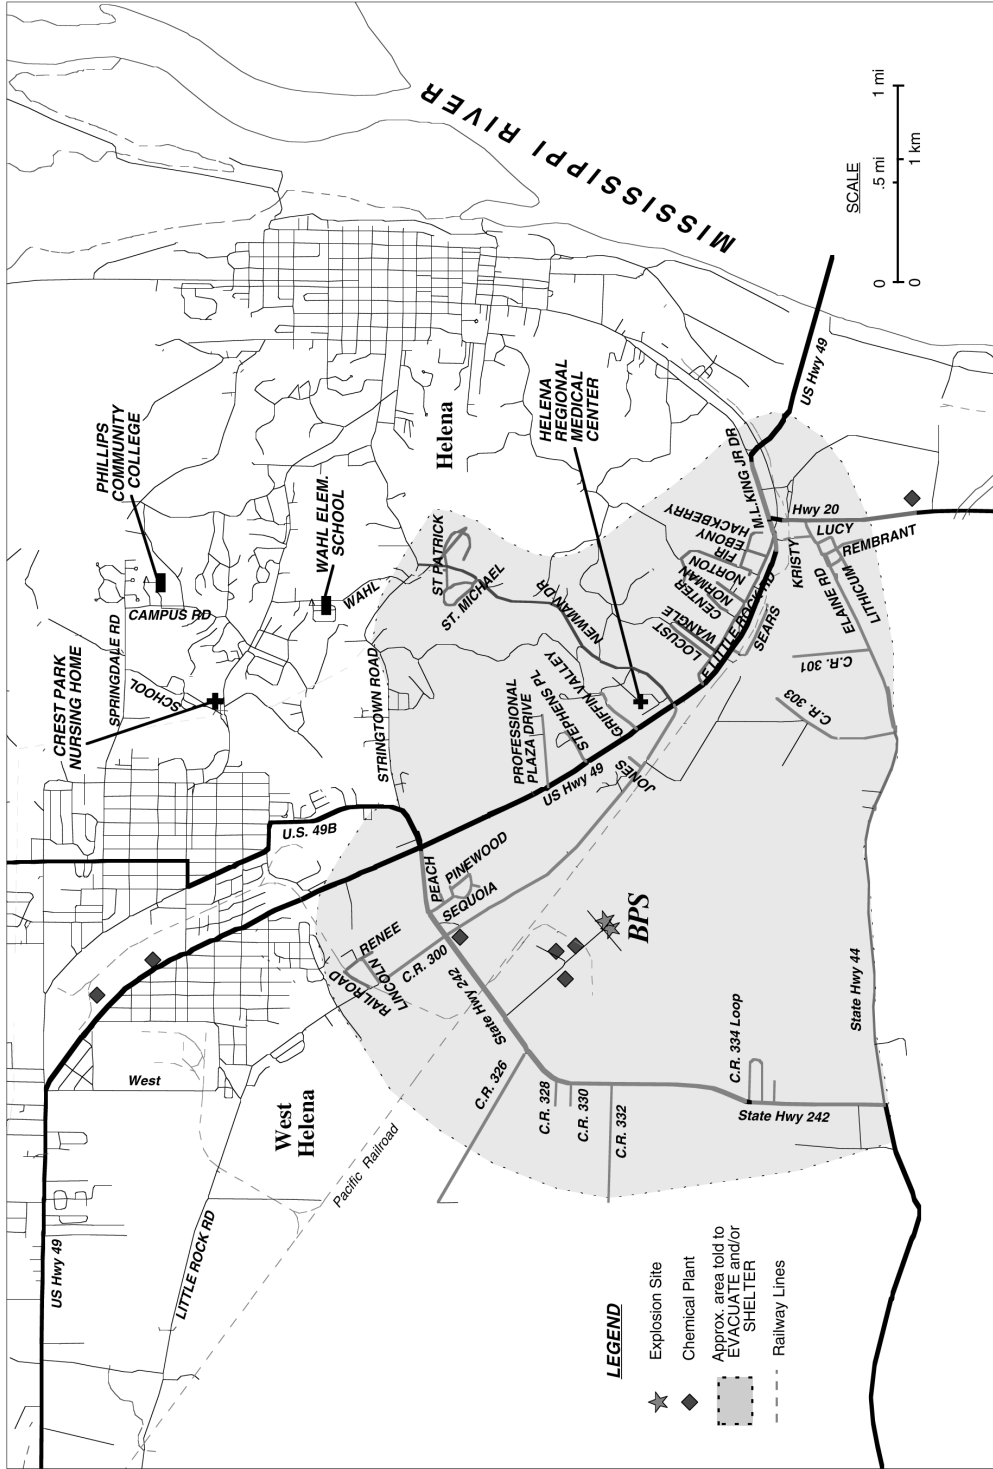 MISSISSIPPI RIVER
SCALE
0
.5 mi
1 mi
0
1 km
PHILLIPS
COMMUNITY
COLLEGE
WAHL ELEM.
SCHOOL
Helena
HELENA
REGIONAL
MEDICAL
CENTER
US Hwy 49
CREST PARK
NURSING HOME
SPRINGDALE RD
SCHOOL
CAMPUS RD
WAHL
STRINGTOWN ROAD
ST PATRICK
ST. MICHAEL
NEWMAN DR
M.L.KING JR DR
HACKBERRY
EBONY
FIR
NORTON
NORMAN
CENTER
WANGLE
LOCUST
E LITTLE ROCK RD
SEARS
Hwy 20
KRISTY
LUCY
REMBRANT
ELAINE RD
LITHICUM
C.R. 301
C.R. 303
PROFESSIONAL
PLAZA DRIVE
STEPHENS PL
GRIFFIN VALLEY
US Hwy 49
JONES
U.S. 49B
PEACH
PINEWOOD
SEQUOIA
BPS
RENEE
LINCOLN
RAILROAD
C.R. 300
State Hwy 242
State Hwy 44
West
West
Helena
Pacific Railroad
C.R. 326
C.R. 328
C.R. 330
C.R. 332
C.R. 334 Loop
State Hwy 242
US Hwy 49
LITTLE ROCK RD
LEGEND
Explosion Site
Chemical Plant
Approx. area told to
EVACUATE and/or
SHELTER
Railway Lines